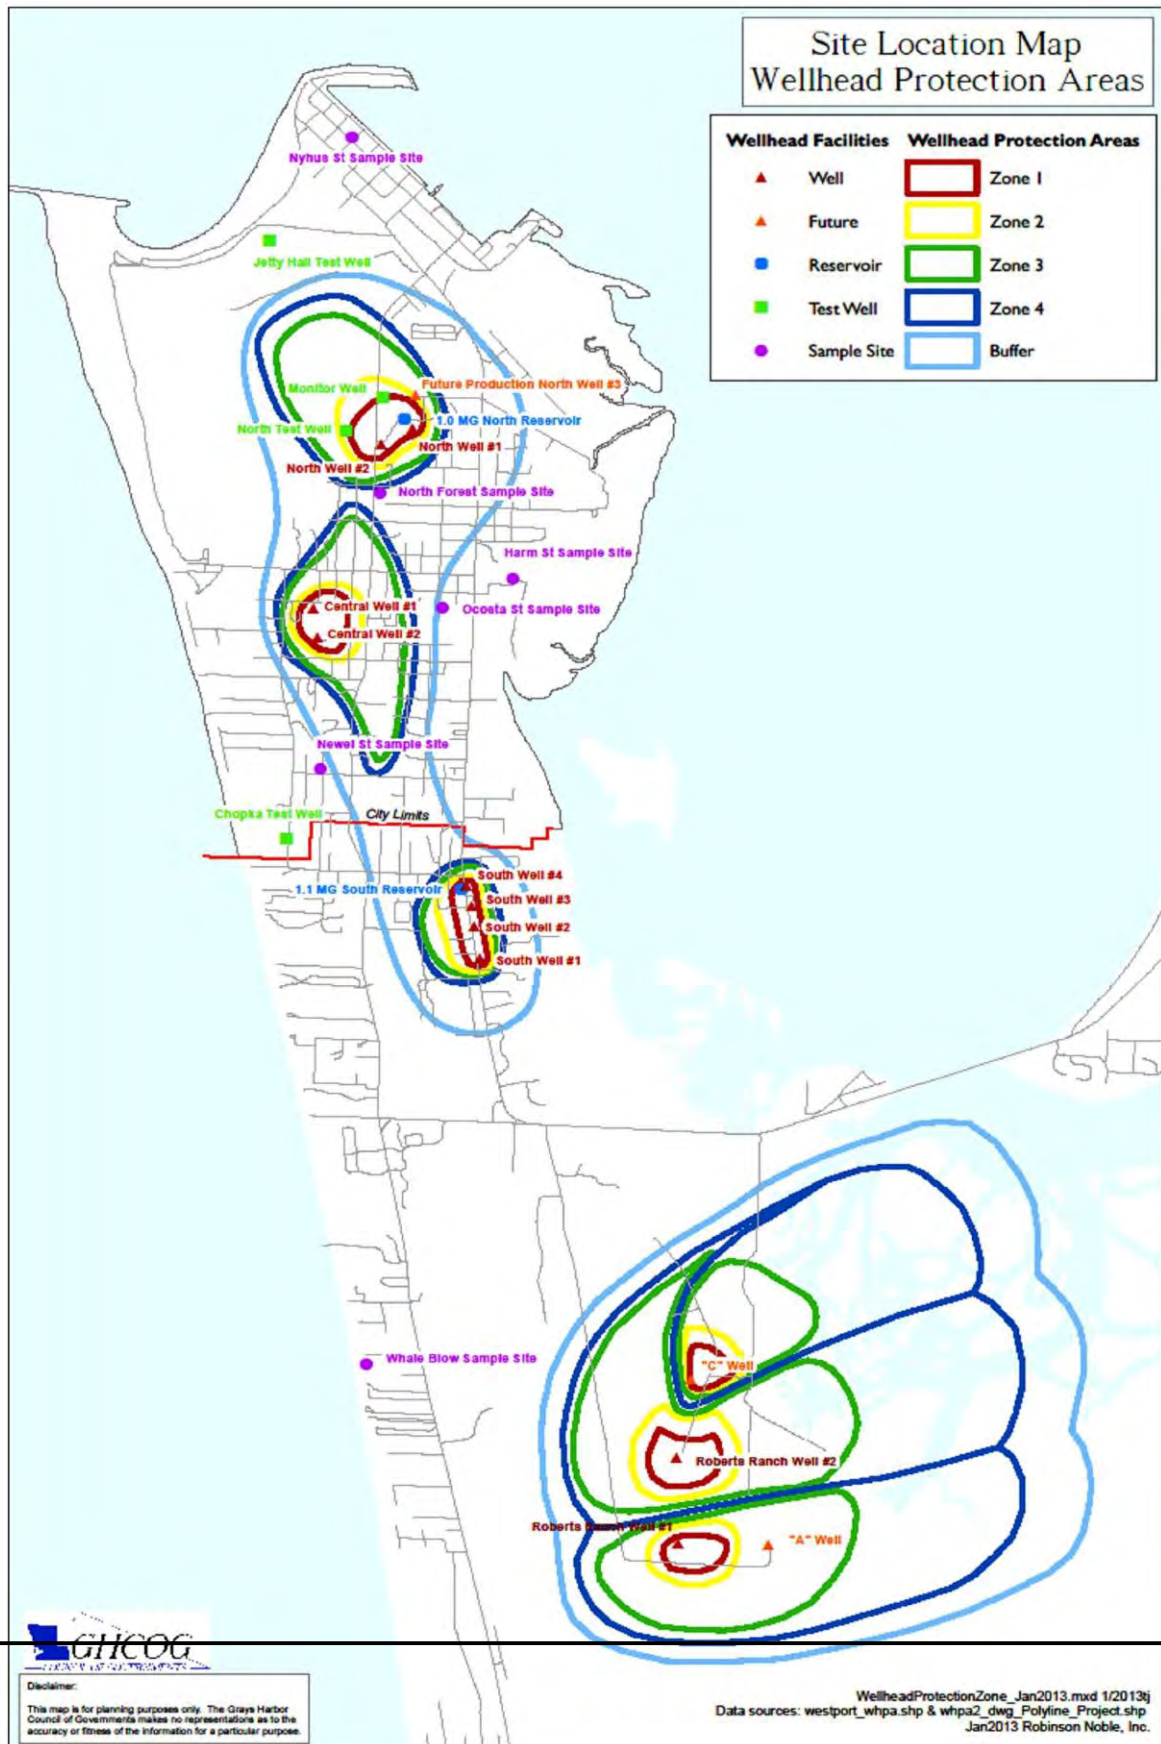 Site Location Map
Wellhead Protection Areas
Wellhead Facilities Wellhead Protection Areas
Well Zone 1
Future Zone 2
Reservoir Zone 3
Test Well Zone 4
Sample Site Buffer
Nyhus St Sample Site
Jetty Hall Test Well
Monitor Well
Future Production North Well #3
1.0 MG North Reservoir
North Test Well
North Well #1
North Well #2
North Forest Sample Site
Harm St Sample Site
Central Well #1
Ocosta St Sample Site
Central Well #2
Newel St Sample Site
Chopka Test Well
City Limits
South Well #4
1.1 MG South Reservoir
South Well #3
South Well #2
South Well #1
Whale Blow Sample Site
"C" Well
Roberts Ranch Well #2
Roberts Ranch Well #1
"A" Well
GHCOG
COUNCIL OF GOVERNMENTS
Disclaimer:
This map is for planning purposes only. The Grays Harbor
Council of Governments makes no representations as to the
accuracy or fitness of the information for a particular purpose.
WellheadProtectionZone_Jan2013.mxd 1/2013tj
Data sources: westport_whpa.shp & whpa2_dwg_Polyline_Project.shp
Jan2013 Robinson Noble, Inc.